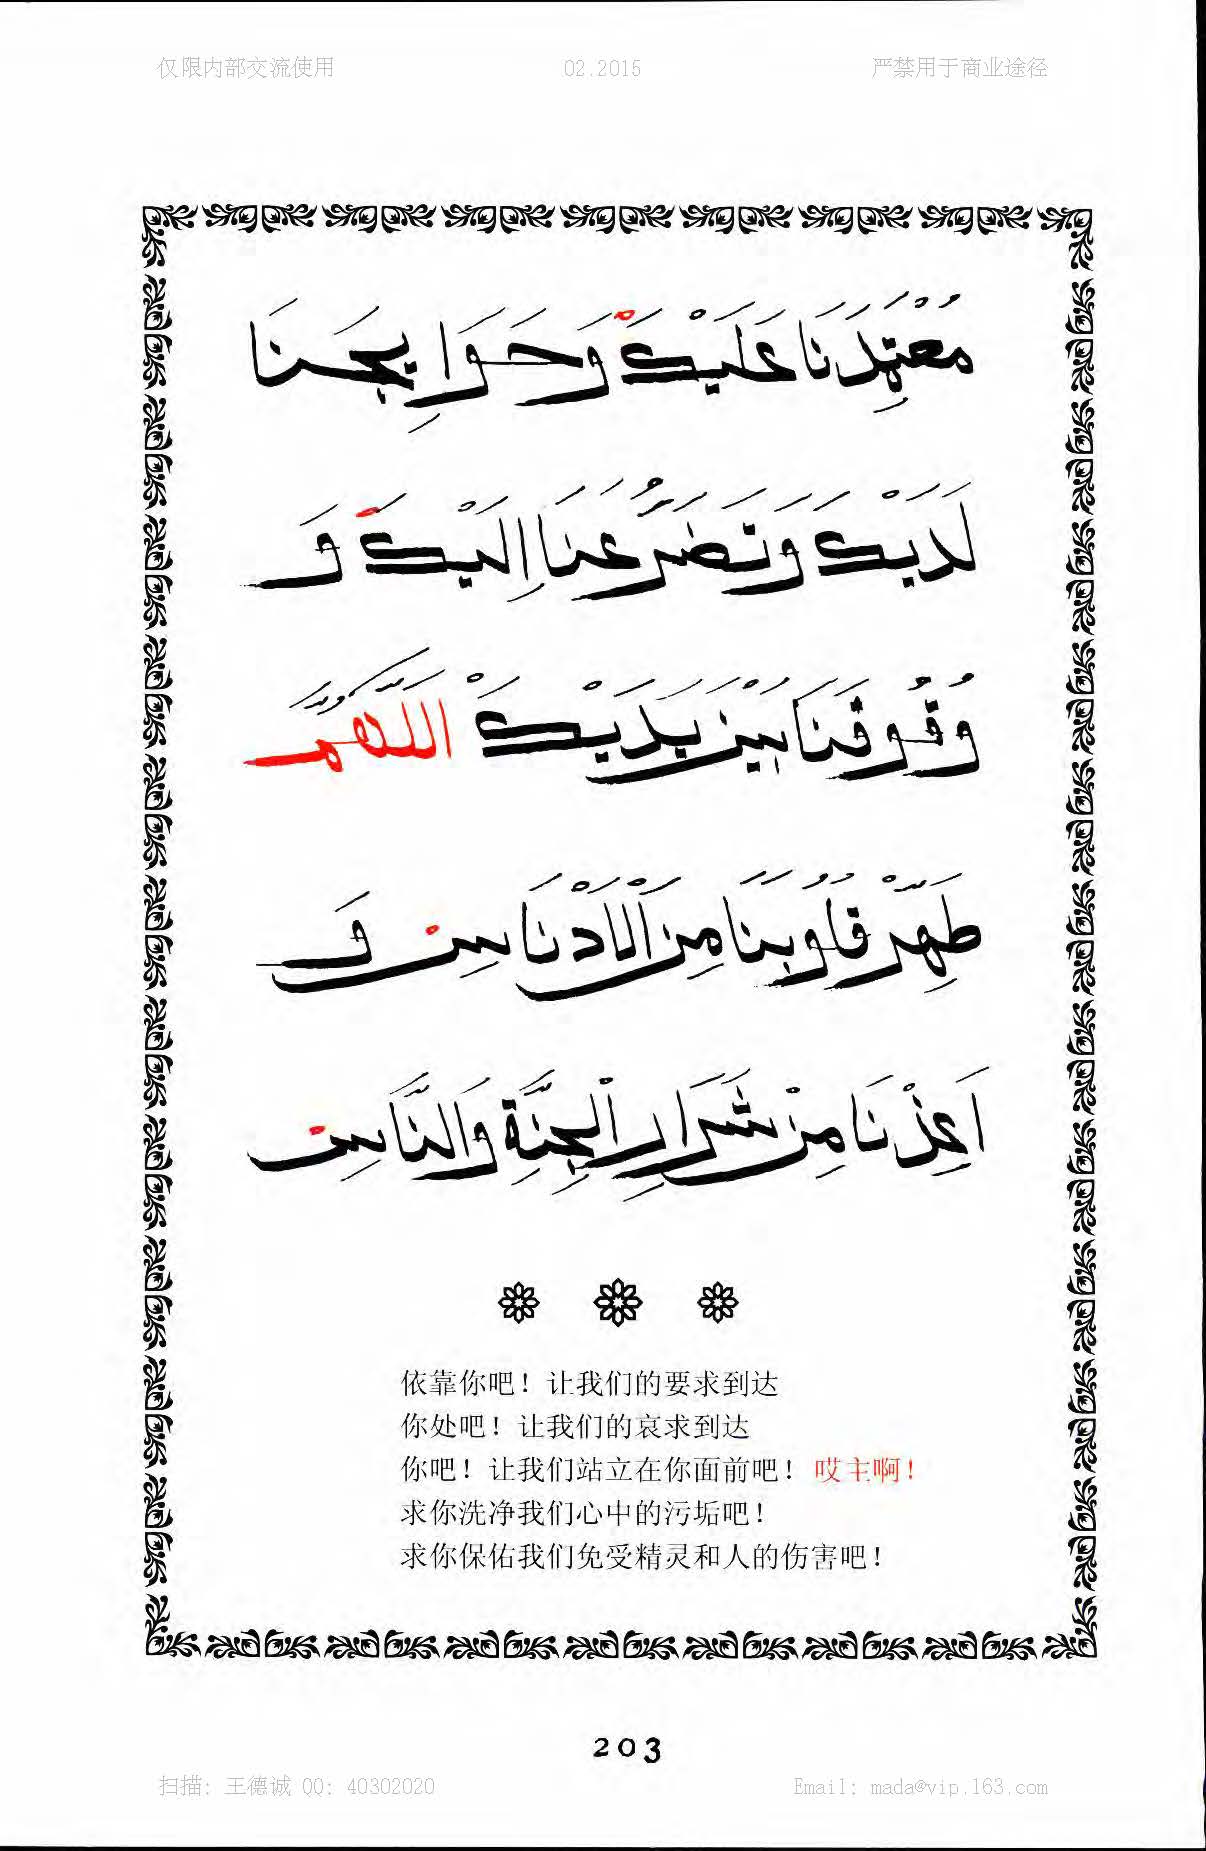 仅限内部交流使用 02.2015 严禁用于商业途径
مُعْتَمِدَنَا عَلَيْكَ وَحَوَايِجَنَا
لَدَيْكَ وَتَضَرُّعَنَا اِلَيْكَ وَ
وُقُوفَنَا بَيْنَ يَدَيْكَ اَللّٰهُمَّ
طَهِّرْ قُلُوبَنَا مِنَ الْاَدْنَاسِ وَ
اَعِذْنَا مِنْ شَرَارِ الْجِنَّةِ وَالنَّاسِ
依靠你吧！让我们的要求到达
你处吧！让我们的哀求到达
你吧！让我们站立在你面前吧！哎主啊！
求你洗净我们心中的污垢吧！
求你保佑我们免受精灵和人的伤害吧！
203
扫描：王德诚 QQ：40302020 Email：mada@vip.163.com